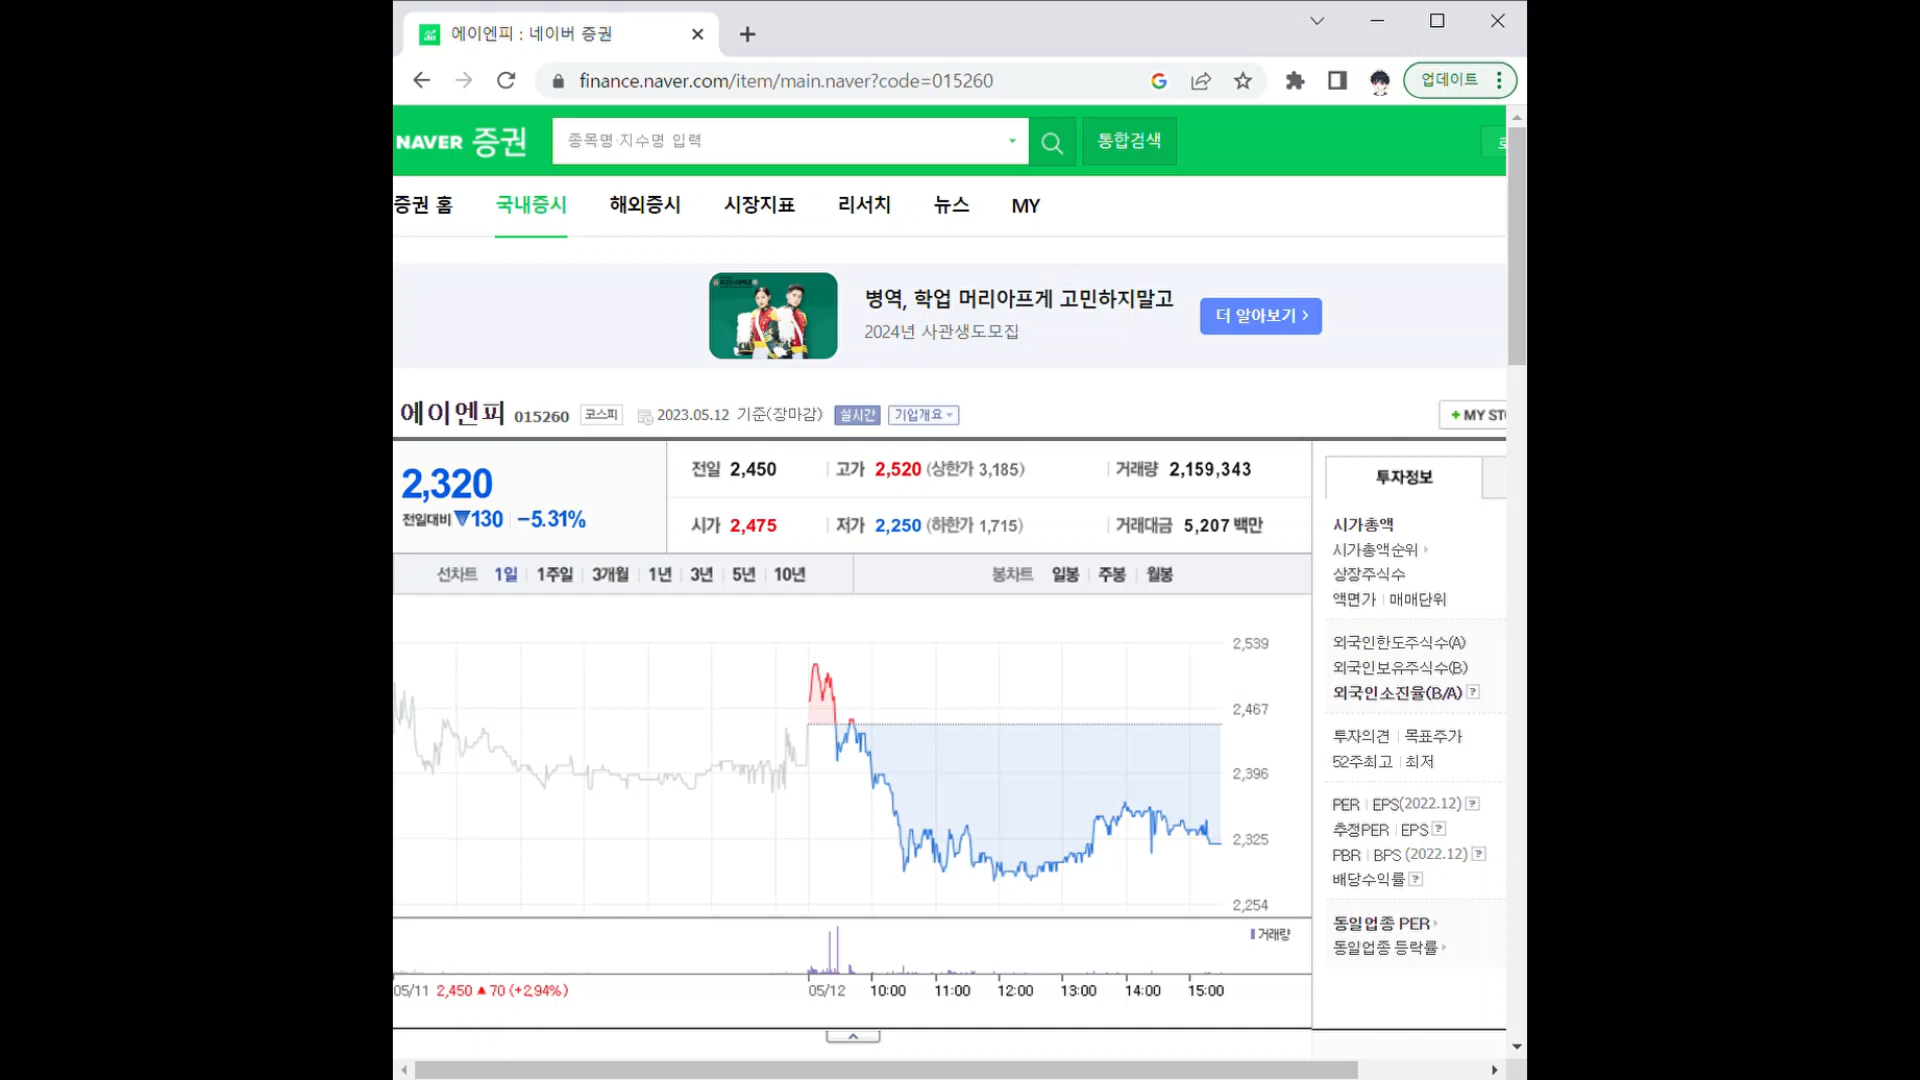 에이엔피 : 네이버 증권
finance.naver.com/item/main.naver?code=015260
업데이트
NAVER 증권
종목명·지수명 입력
통합검색
증권 홈 국내증시 해외증시 시장지표 리서치 뉴스 MY
병역, 학업 머리아프게 고민하지말고
2024년 사관생도모집
더 알아보기 >
에이엔피 015260 코스피 2023.05.12 기준(장마감) 실시간 기업개요
+ MY ST
2,320
전일대비 ▼130 −5.31%
전일 2,450 고가 2,520 (상한가 3,185) 거래량 2,159,343
시가 2,475 저가 2,250 (하한가 1,715) 거래대금 5,207 백만
선차트 1일 1주일 3개월 1년 3년 5년 10년
봉차트 일봉 주봉 월봉
2,539
2,467
2,396
2,325
2,254
거래량
05/11 2,450 ▲ 70 (+2.94%)
05/12 10:00 11:00 12:00 13:00 14:00 15:00
투자정보
시가총액
시가총액순위
상장주식수
액면가 매매단위
외국인한도주식수(A)
외국인보유주식수(B)
외국인소진율(B/A) ?
투자의견 목표주가
52주최고 최저
PER EPS(2022.12) ?
추정PER EPS ?
PBR BPS (2022.12) ?
배당수익률 ?
동일업종 PER
동일업종 등락률